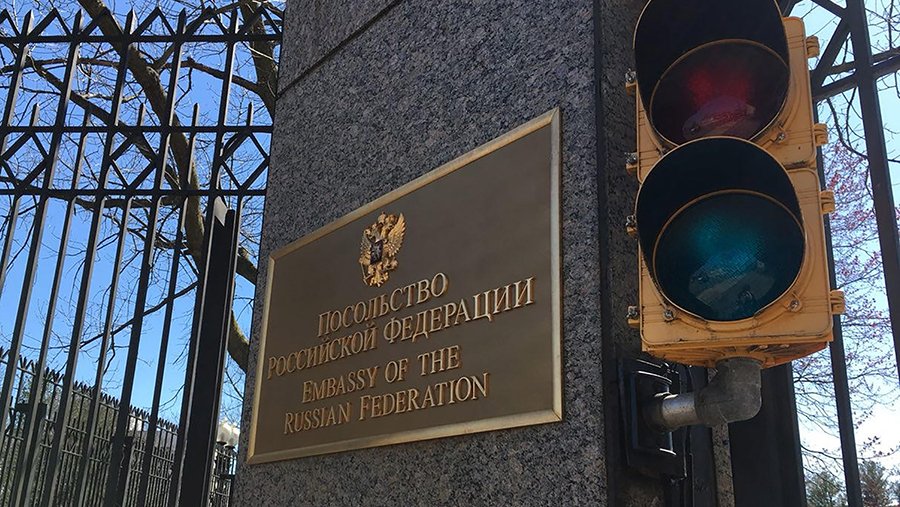 Посольство
Российской Федерации
Embassy of the
Russian Federation